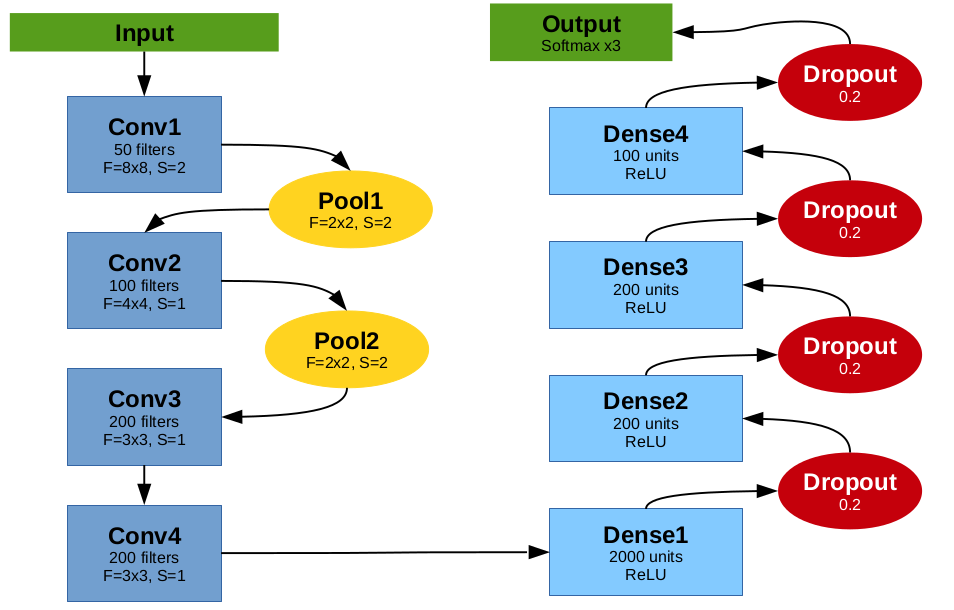 Input
Conv1
50 filters
F=8x8, S=2
Pool1
F=2x2, S=2
Conv2
100 filters
F=4x4, S=1
Pool2
F=2x2, S=2
Conv3
200 filters
F=3x3, S=1
Conv4
200 filters
F=3x3, S=1
Dense1
2000 units
ReLU
Dropout
0.2
Dense2
200 units
ReLU
Dropout
0.2
Dense3
200 units
ReLU
Dropout
0.2
Dense4
100 units
ReLU
Dropout
0.2
Output
Softmax x3